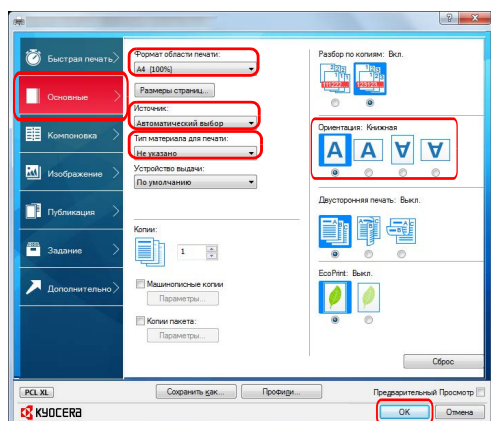 Быстрая печать
Основные
Компоновка
Изображение
Публикация
Задание
Дополнительно
Формат области печати:
A4 [100%]
Размеры страниц...
Источник:
Автоматический выбор
Тип материала для печати:
Не указано
Устройство выдачи:
По умолчанию
Копии:
1
Машинописные копии
Параметры...
Копии пакета:
Параметры...
Разбор по копиям: Вкл.
Ориентация: Книжная
A A A A
Двусторонняя печать: Выкл.
EcoPrint: Выкл.
Сброс
PCL XL
Сохранить как...
Профили...
Предварительный Просмотр
KYOCERA
OK
Отмена